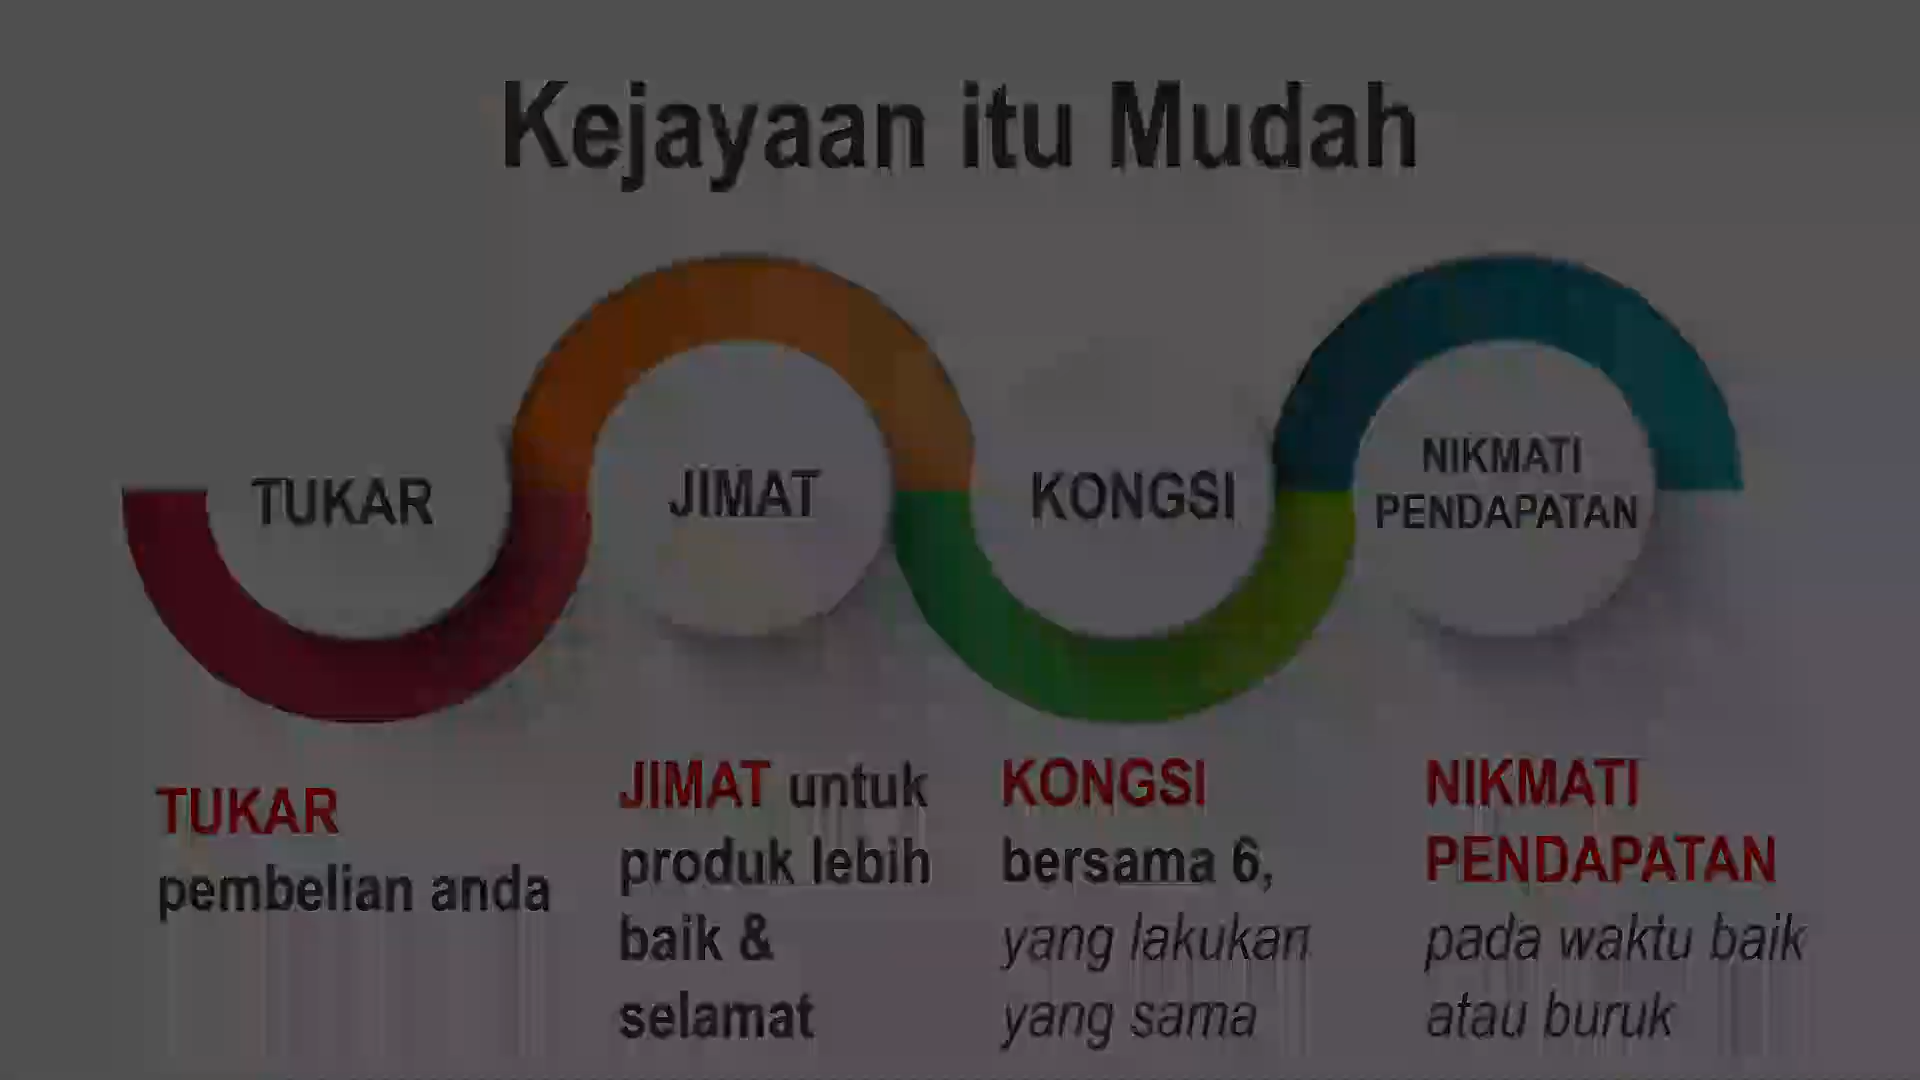 Kejayaan itu Mudah
TUKAR
JIMAT
KONGSI
NIKMATI
PENDAPATAN
TUKAR
pembelian anda
JIMAT untuk
produk lebih
baik &
selamat
KONGSI
bersama 6,
yang lakukan
yang sama
NIKMATI
PENDAPATAN
pada waktu baik
atau buruk